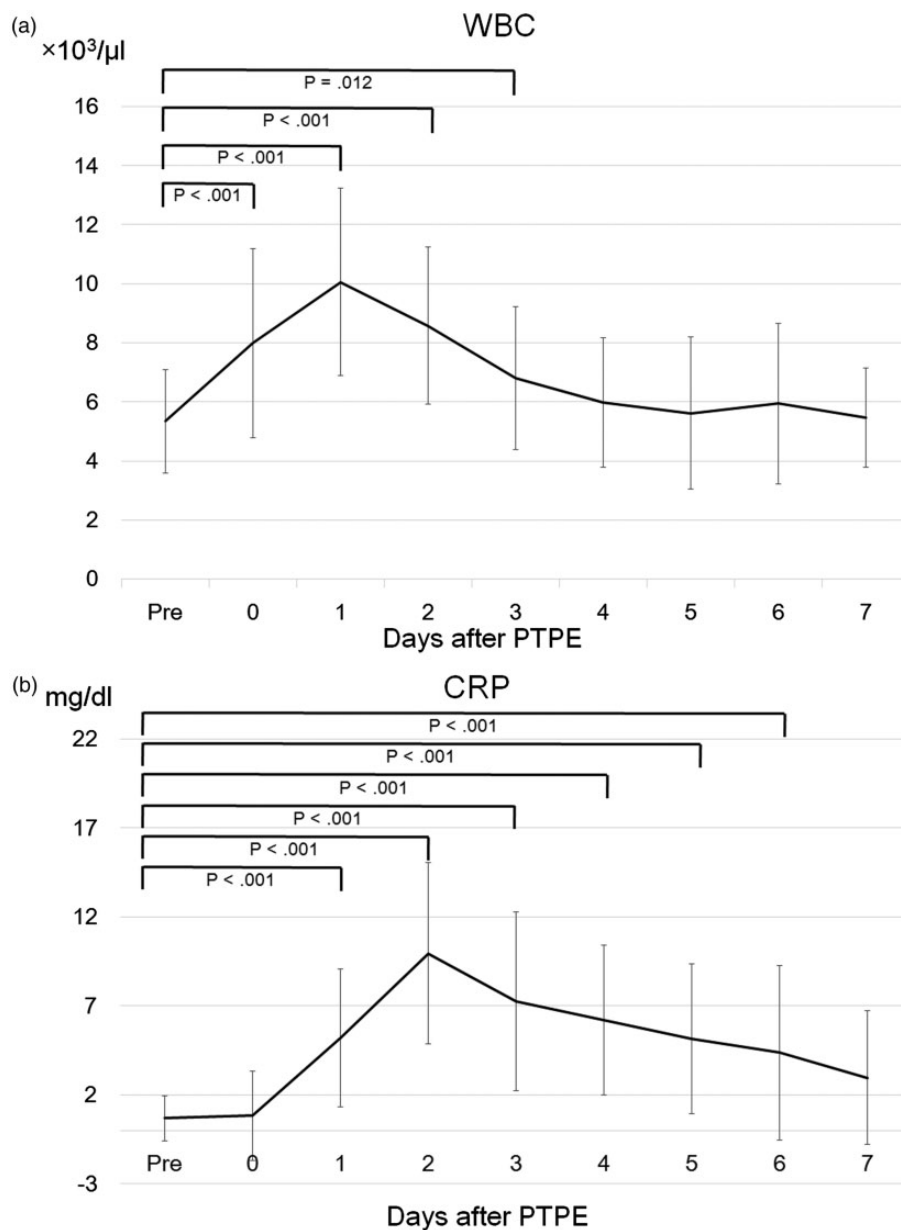 (a)
WBC
×10³/µl
P = .012
16
P < .001
14
P < .001
P < .001
12
10
8
6
4
2
0
Pre 0 1 2 3 4 5 6 7
Days after PTPE
(b)
mg/dl
CRP
P < .001
22
P < .001
P < .001
P < .001
17
P < .001
P < .001
12
7
2
Pre 0 1 2 3 4 5 6 7
-3
Days after PTPE